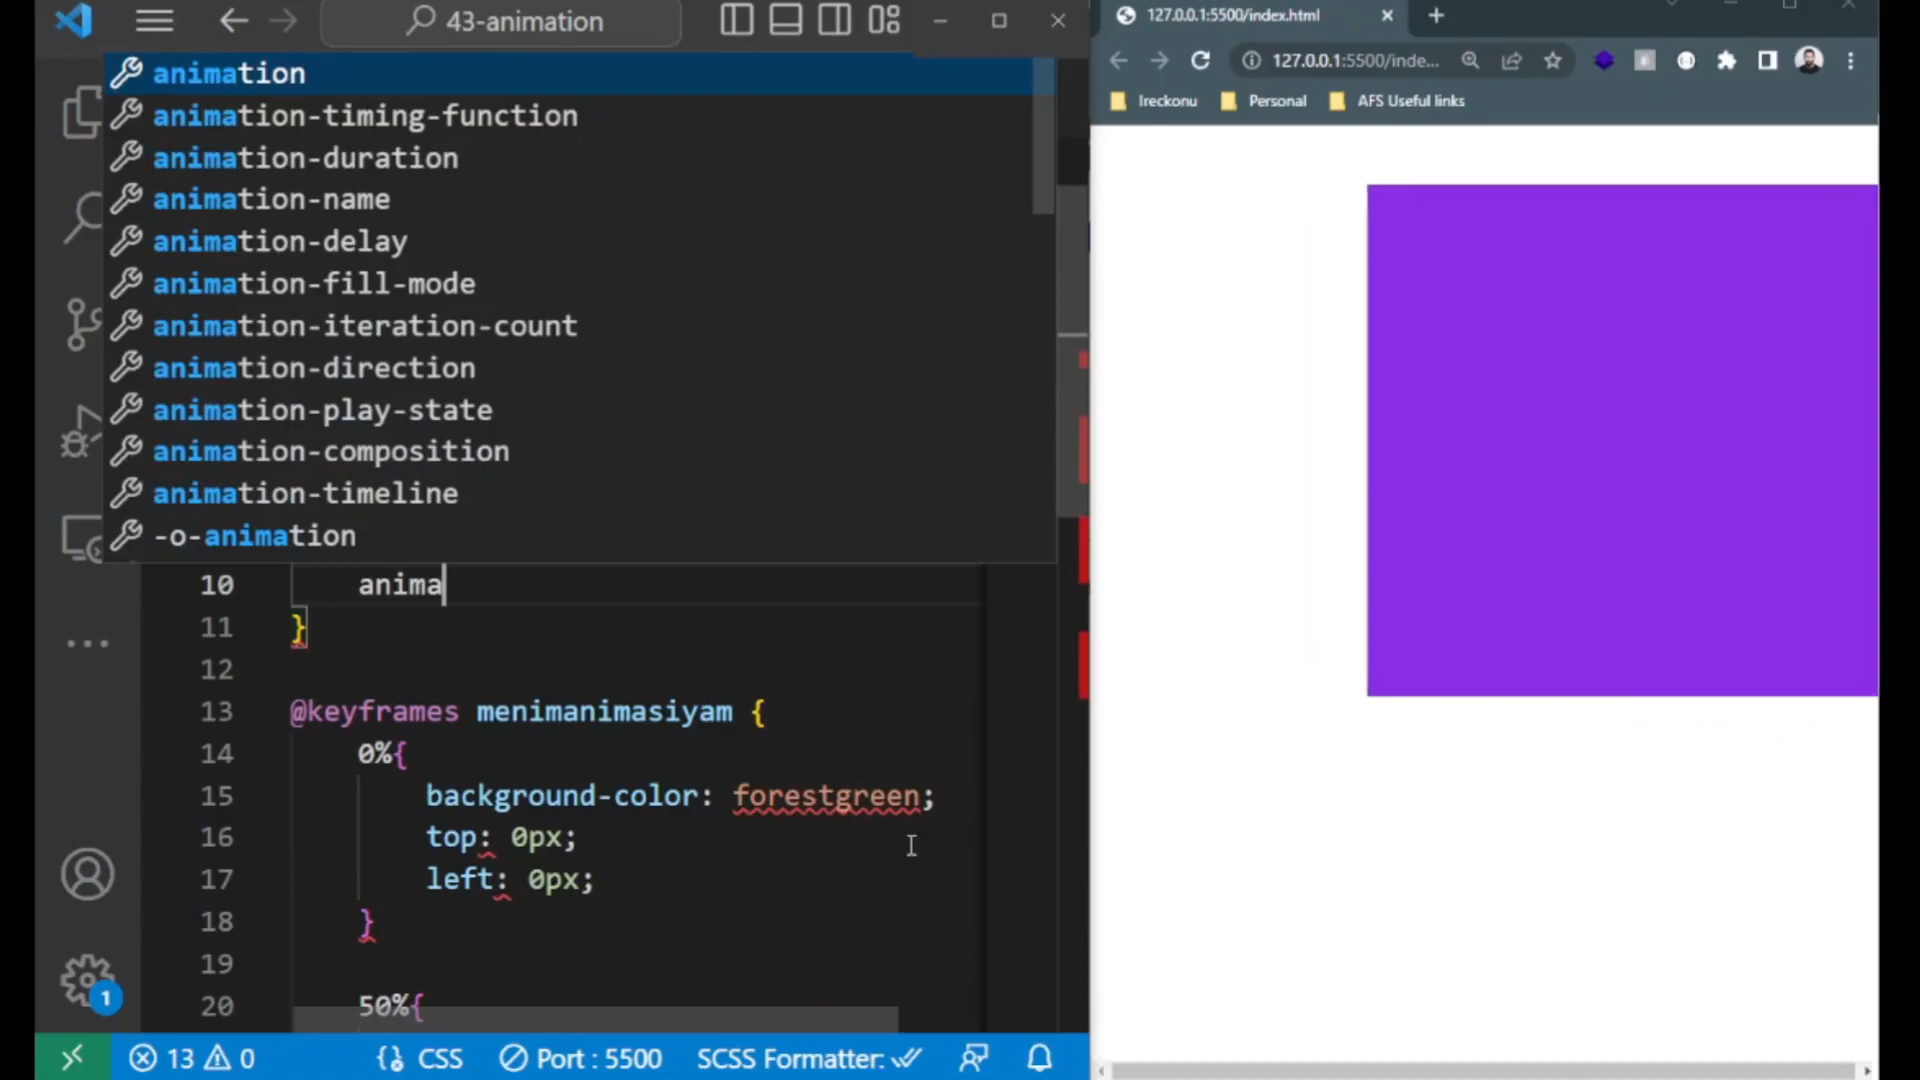 43-animation
animation
animation-timing-function
animation-duration
animation-name
animation-delay
animation-fill-mode
animation-iteration-count
animation-direction
animation-play-state
animation-composition
animation-timeline
-o-animation
10 anima
11 }
12
13 @keyframes menimanimasiyam {
14 0%{
15 background-color: forestgreen;
16 top: 0px;
17 left: 0px;
18 }
19
20 50%{
1
13 0 {} CSS Port : 5500 SCSS Formatter:
127.0.0.1:5500/index.html
127.0.0.1:5500/inde...
Ireckonu Personal AFS Useful links